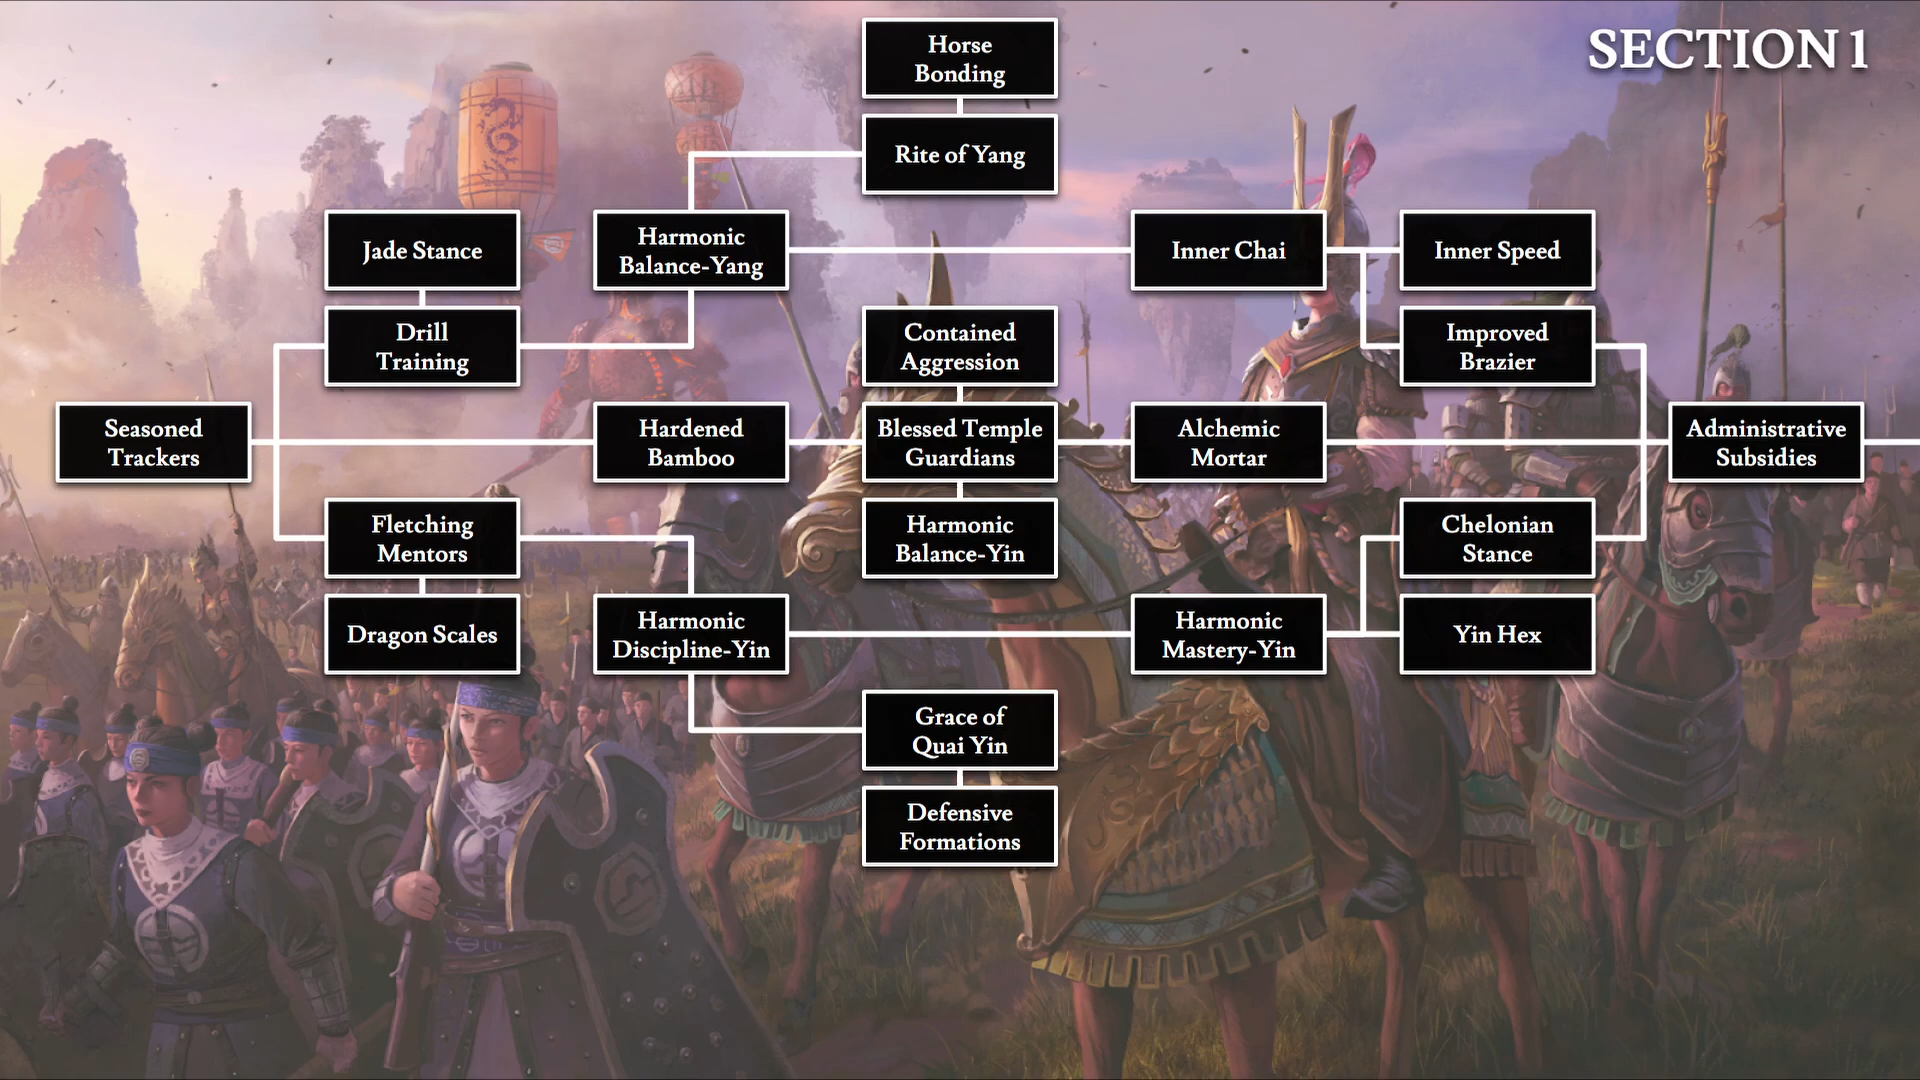 SECTION 1
Horse
Bonding
Rite of Yang
Jade Stance
Harmonic
Balance-Yang
Inner Chai
Inner Speed
Drill
Training
Contained
Aggression
Improved
Brazier
Seasoned
Trackers
Hardened
Bamboo
Blessed Temple
Guardians
Alchemic
Mortar
Administrative
Subsidies
Fletching
Mentors
Harmonic
Balance-Yin
Chelonian
Stance
Dragon Scales
Harmonic
Discipline-Yin
Harmonic
Mastery-Yin
Yin Hex
Grace of
Quai Yin
Defensive
Formations